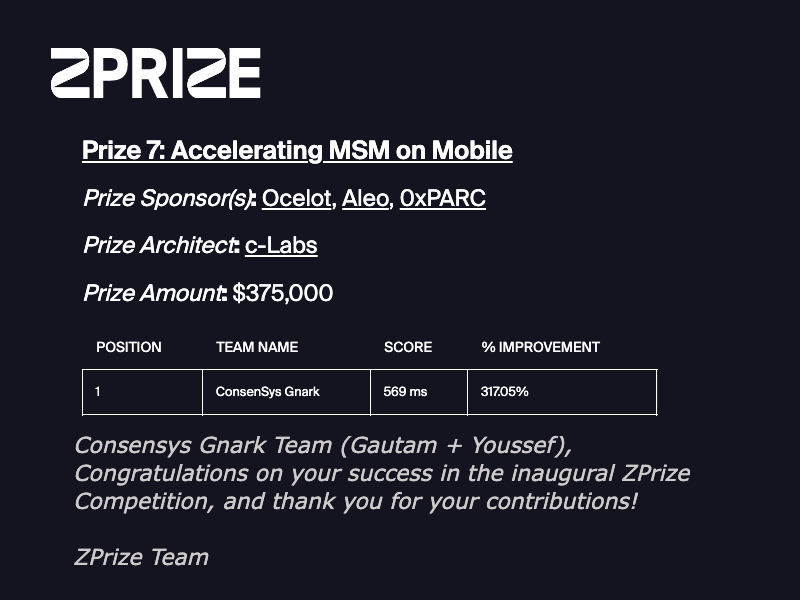 ZPRIZE
Prize 7: Accelerating MSM on Mobile
Prize Sponsor(s): Ocelot, Aleo, 0xPARC
Prize Architect: c-Labs
Prize Amount: $375,000
POSITION TEAM NAME SCORE % IMPROVEMENT
1 ConsenSys Gnark 569 ms 317.05%
Consensys Gnark Team (Gautam + Youssef),
Congratulations on your success in the inaugural ZPrize
Competition, and thank you for your contributions!
ZPrize Team